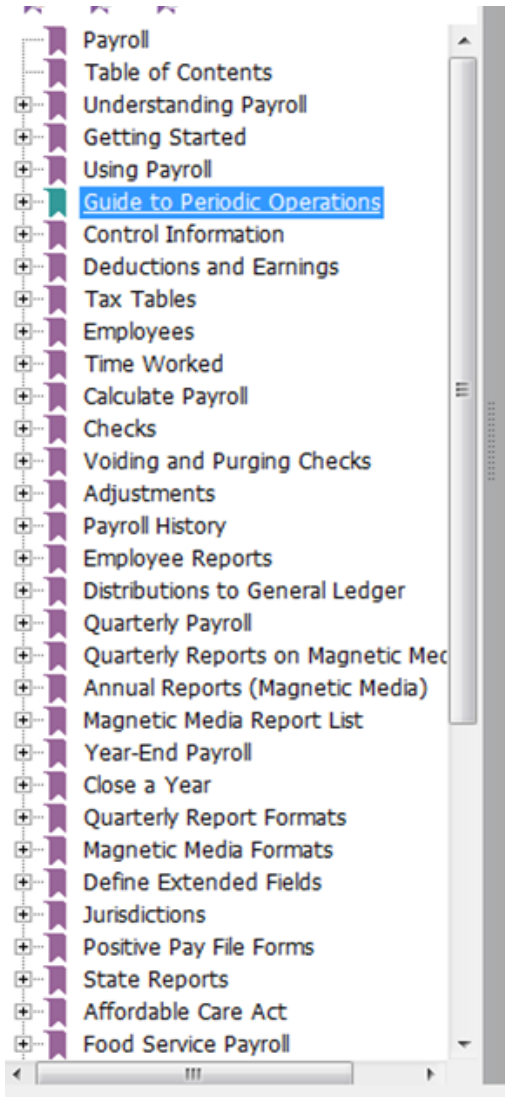 Payroll
Table of Contents
Understanding Payroll
Getting Started
Using Payroll
Guide to Periodic Operations
Control Information
Deductions and Earnings
Tax Tables
Employees
Time Worked
Calculate Payroll
Checks
Voiding and Purging Checks
Adjustments
Payroll History
Employee Reports
Distributions to General Ledger
Quarterly Payroll
Quarterly Reports on Magnetic Med
Annual Reports (Magnetic Media)
Magnetic Media Report List
Year-End Payroll
Close a Year
Quarterly Report Formats
Magnetic Media Formats
Define Extended Fields
Jurisdictions
Positive Pay File Forms
State Reports
Affordable Care Act
Food Service Payroll